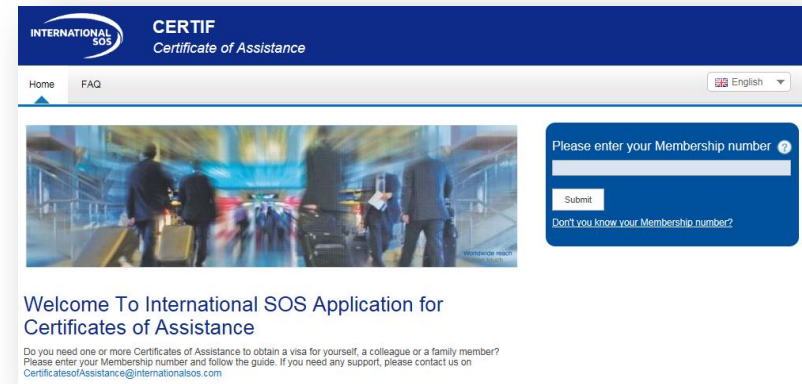 INTERNATIONAL
SOS
CERTIF
Certificate of Assistance
Home
FAQ
English
Please enter your Membership number ?
Submit
Don't you know your Membership number?
Worldwide reach
Human touch
Welcome To International SOS Application for
Certificates of Assistance
Do you need one or more Certificates of Assistance to obtain a visa for yourself, a colleague or a family member?
Please enter your Membership number and follow the guide. If you need any support, please contact us on
CertificatesofAssistance@internationalsos.com